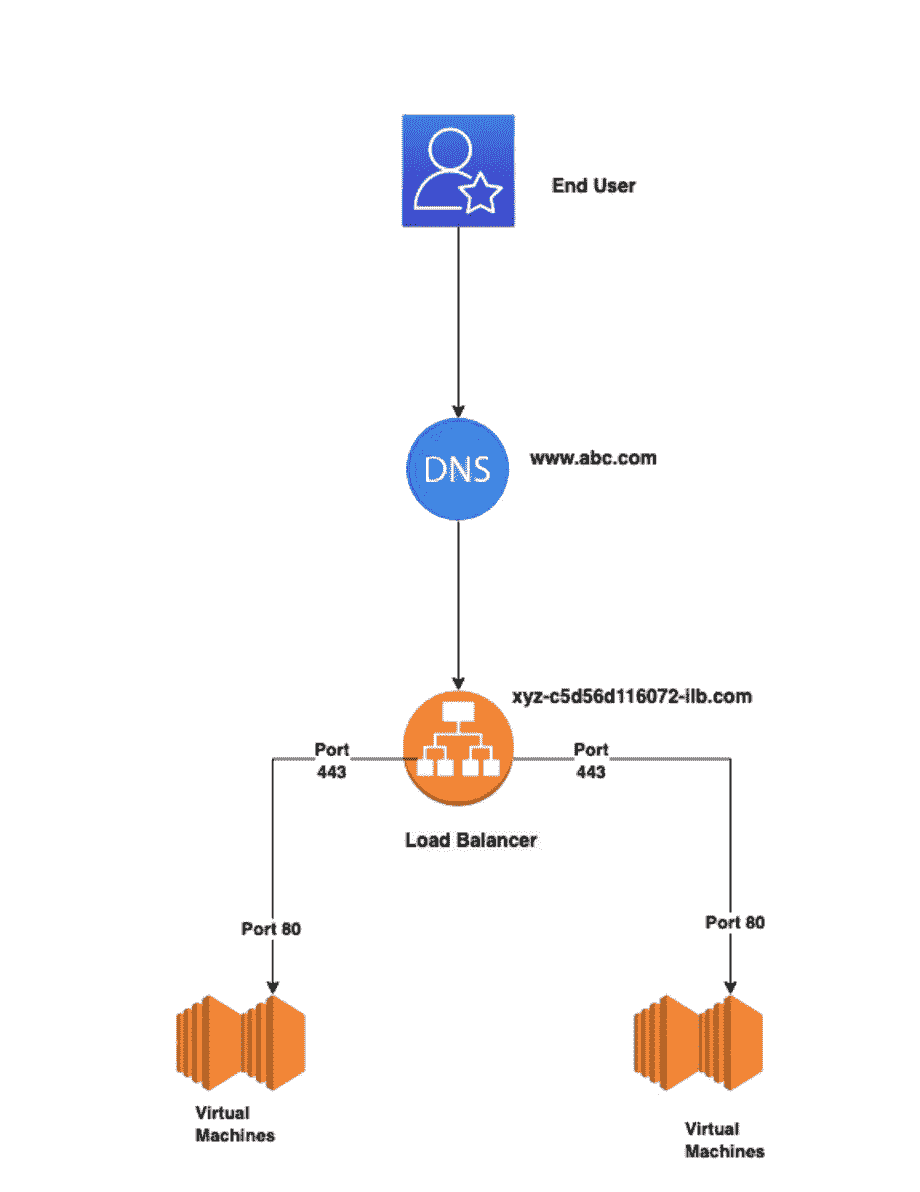 End User
DNS
www.abc.com
xyz-c5d56d116072-ilb.com
Port
443
Port
443
Load Balancer
Port 80
Port 80
Virtual
Machines
Virtual
Machines